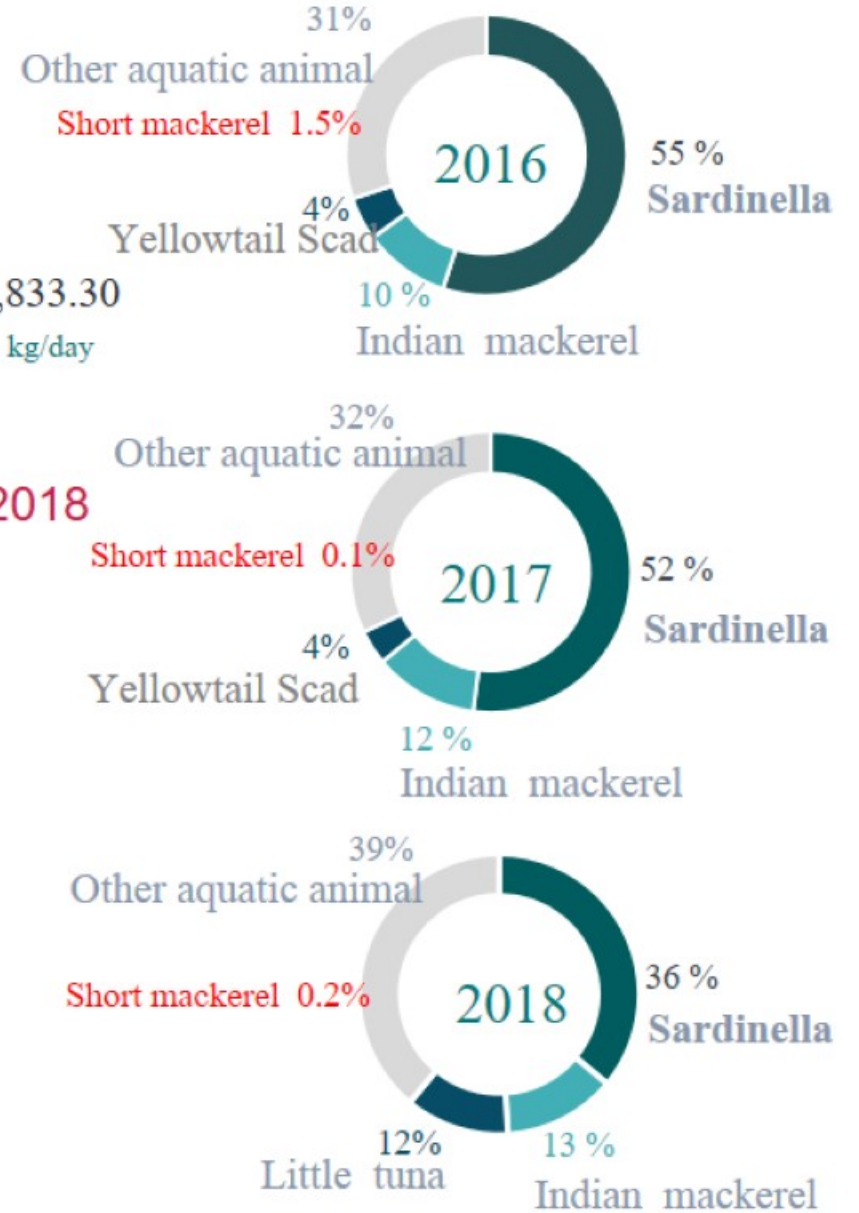 31%
Other aquatic animal
Short mackerel 1.5%
2016
55 %
Sardinella
4%
Yellowtail Scad
,833.30
kg/day
10 %
Indian mackerel
32%
Other aquatic animal
2018
Short mackerel 0.1%
2017
52 %
Sardinella
4%
Yellowtail Scad
12 %
Indian mackerel
39%
Other aquatic animal
Short mackerel 0.2%
2018
36 %
Sardinella
12%
Little tuna
13 %
Indian mackerel